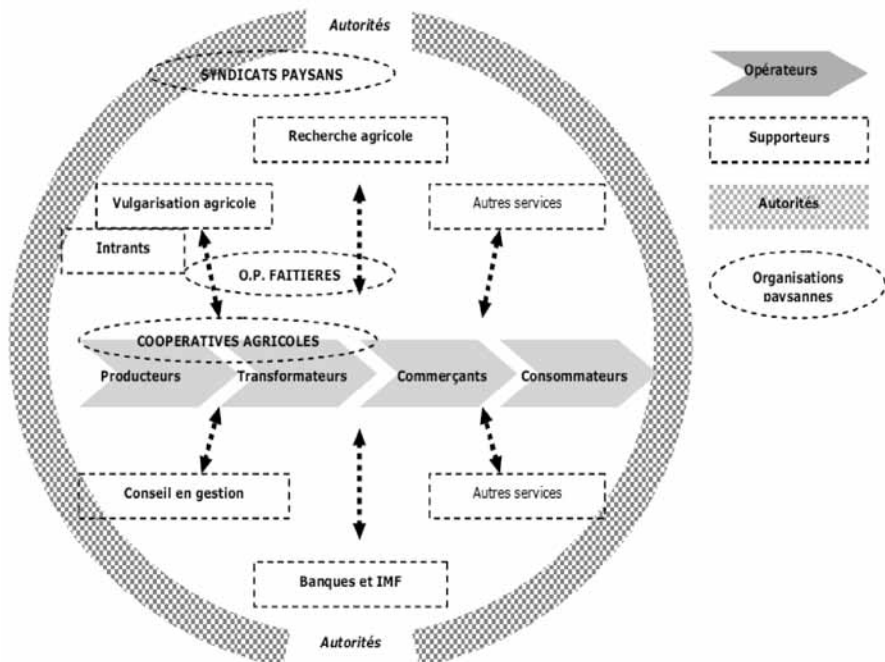 Autorités
SYNDICATS PAYSANS
Recherche agricole
Vulgarisation agricole
Autres services
Intrants
O.P. FAITIERES
COOPERATIVES AGRICOLES
Producteurs
Transformateurs
Commerçants
Consommateurs
Conseil en gestion
Autres services
Banques et IMF
Autorités
Opérateurs
Supporteurs
Autorités
Organisations
paysannes